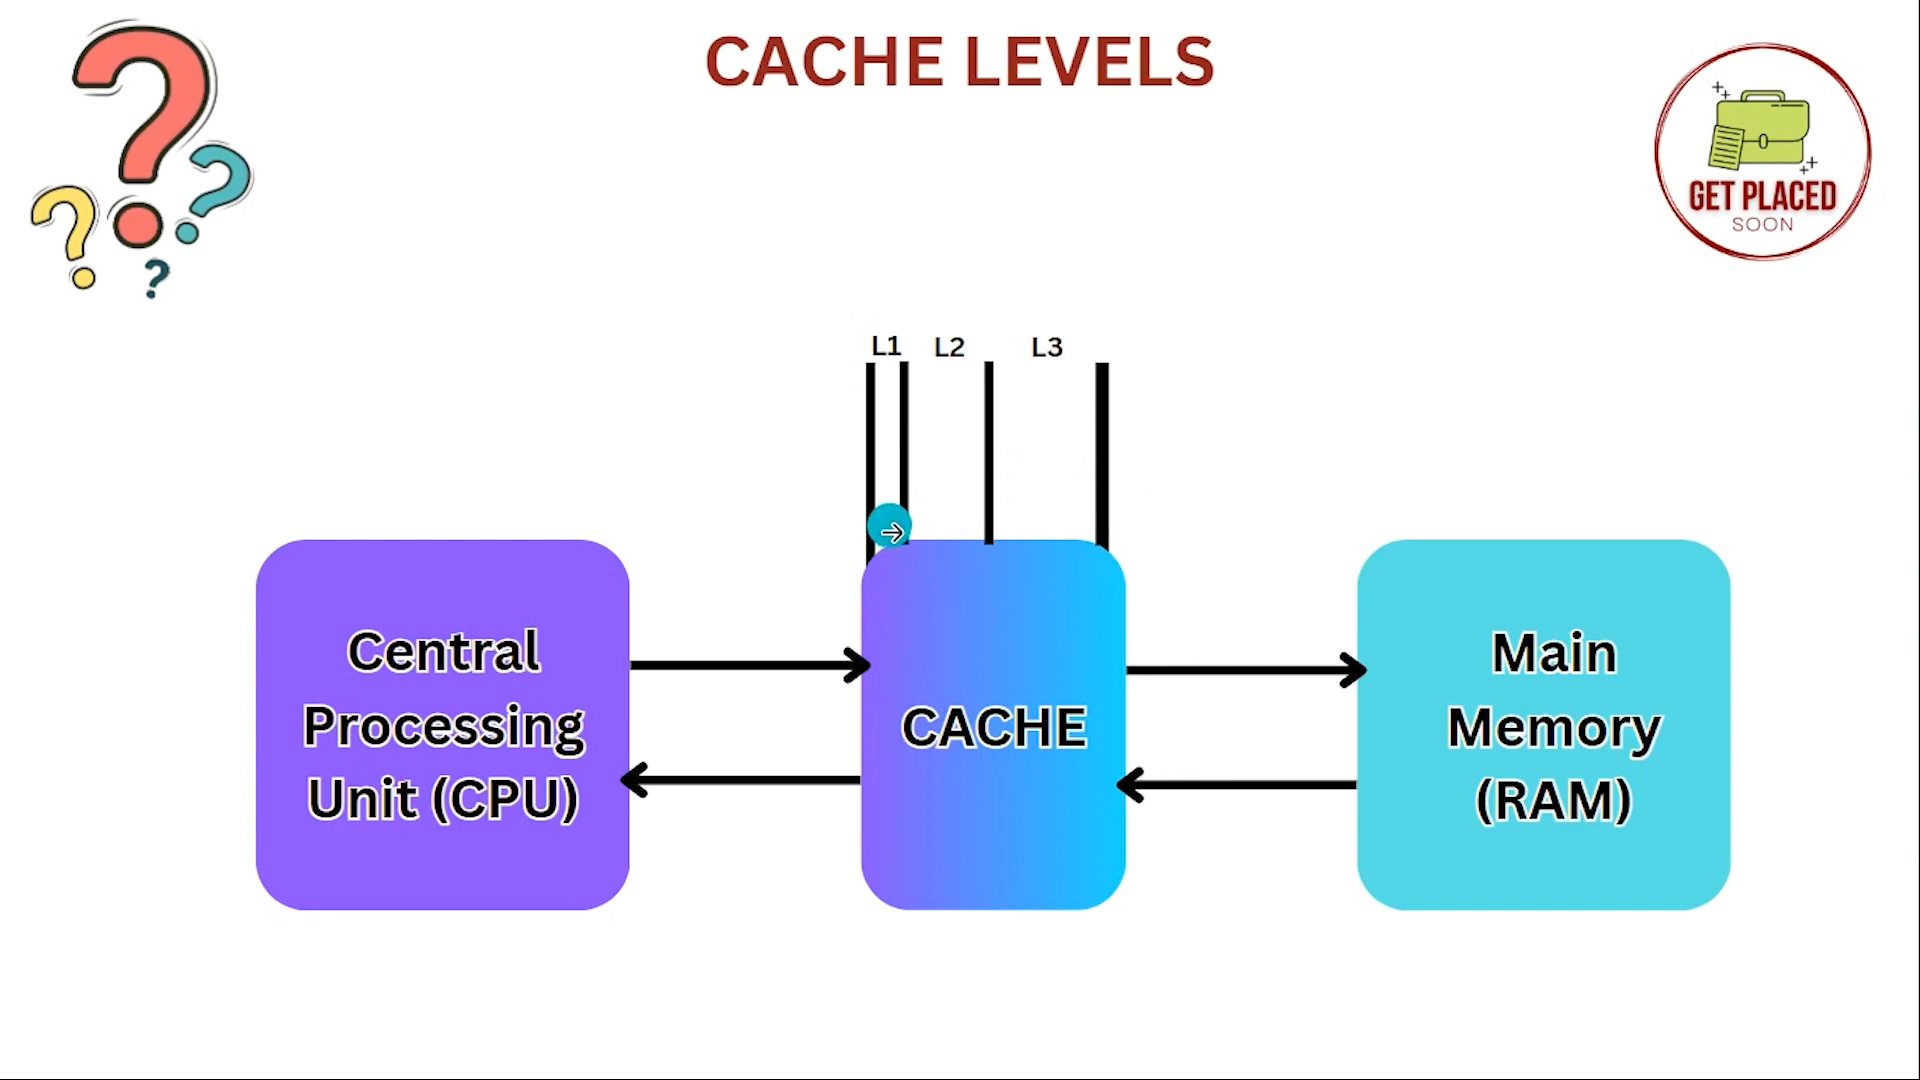 CACHE LEVELS
GET PLACED
SOON
L1 L2 L3
Central
Processing
Unit (CPU)
CACHE
Main
Memory
(RAM)